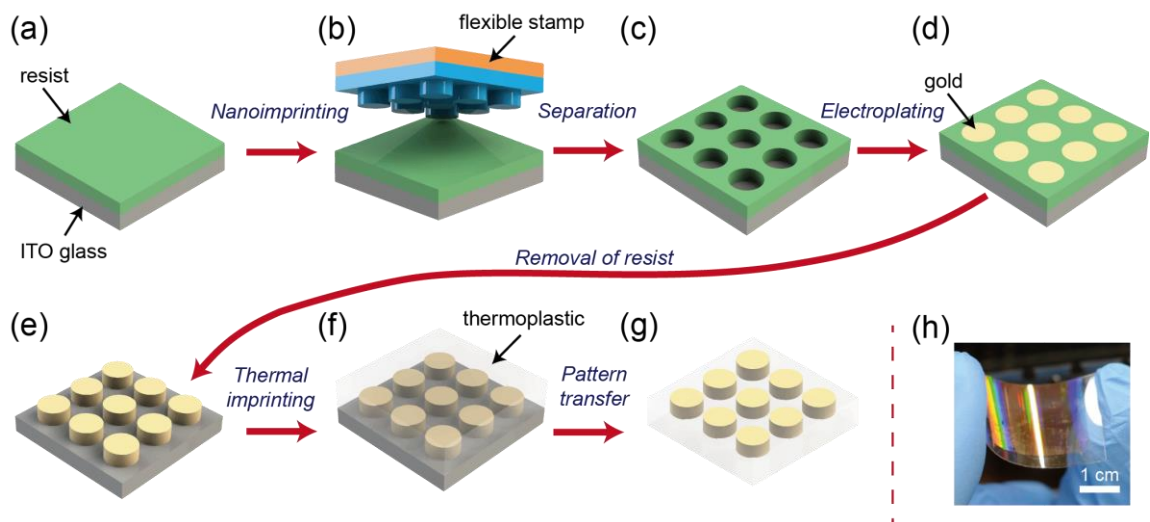 (a)
(b)
flexible stamp
(c)
(d)
resist
Nanoimprinting
Separation
Electroplating
gold
ITO glass
Removal of resist
(e)
(f)
thermoplastic
(g)
(h)
Thermal
imprinting
Pattern
transfer
1 cm